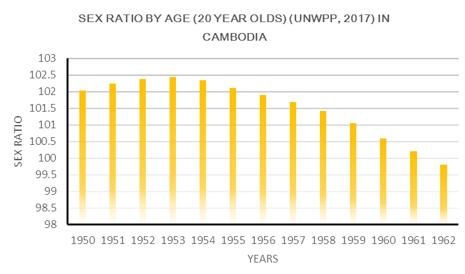 SEX RATIO BY AGE (20 YEAR OLDS) (UNWPP, 2017) IN
CAMBODIA
103
102.5
102
101.5
101
100.5
100
99.5
99
98.5
98
SEX RATIO
1950 1951 1952 1953 1954 1955 1956 1957 1958 1959 1960 1961 1962
YEARS